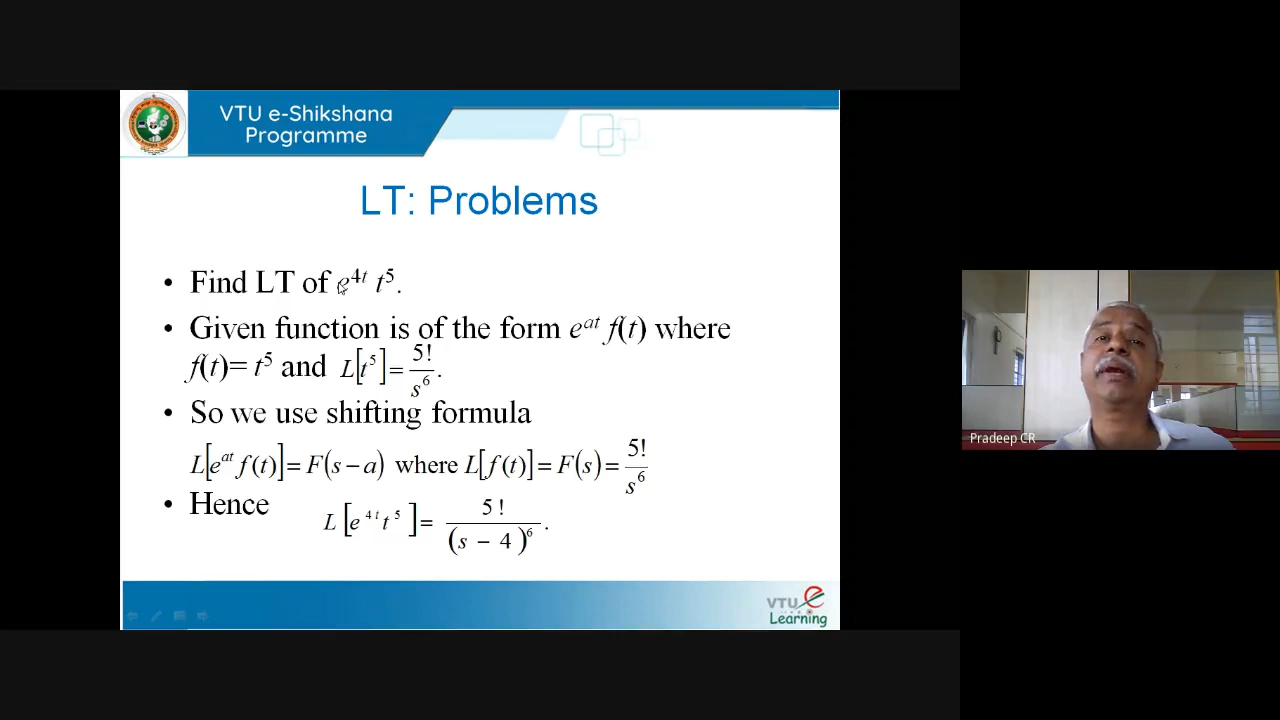 VTU e-Shikshana
Programme
LT: Problems
• Find LT of e^{4t} t^5.
• Given function is of the form e^{at} f(t) where
f(t)= t^5 and L[t^5] = 5!/s^6.
• So we use shifting formula
L[e^{at} f(t)] = F(s−a) where L[f(t)] = F(s) = 5!/s^6
• Hence L[e^{4t} t^5] = 5!/(s − 4)^6.
VTU e
Learning
Pradeep CR